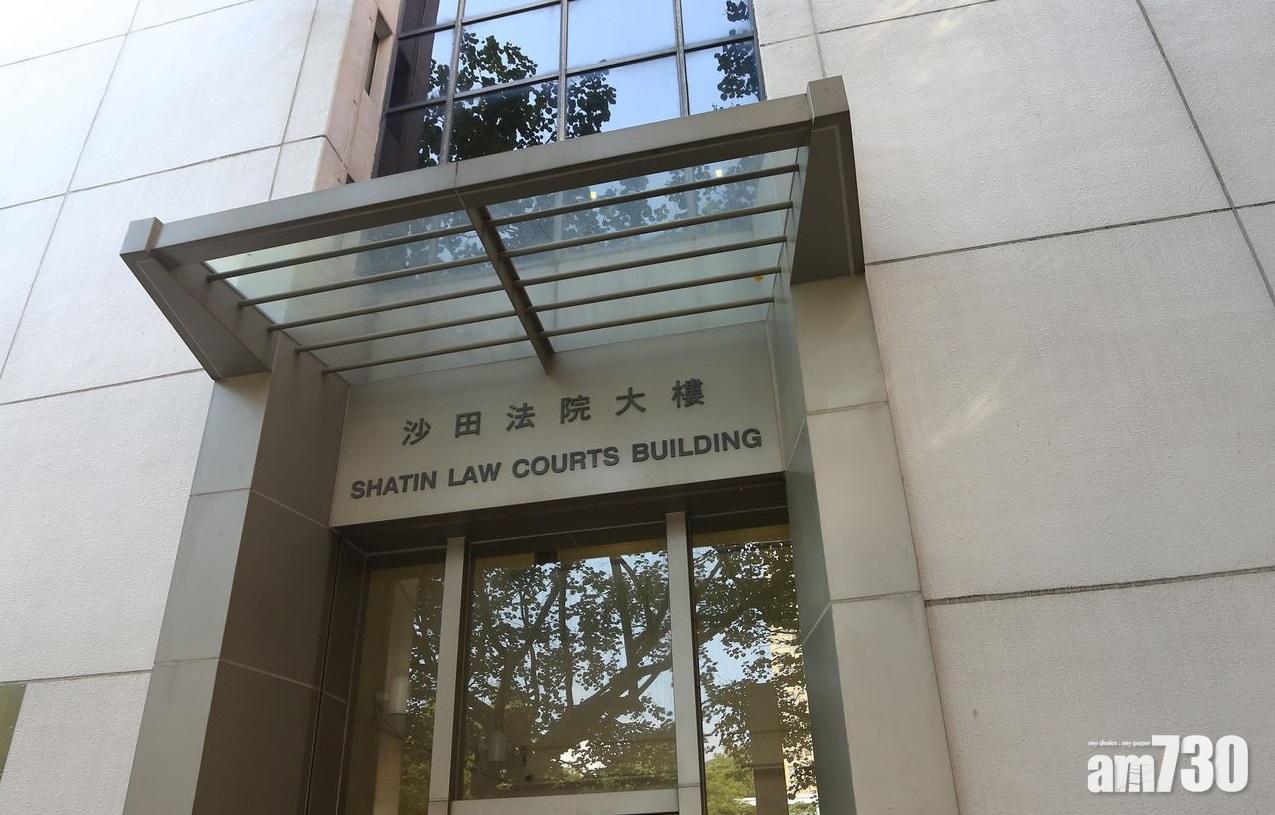 沙田法院大樓
SHATIN LAW COURTS BUILDING
my choice . my paper
am730